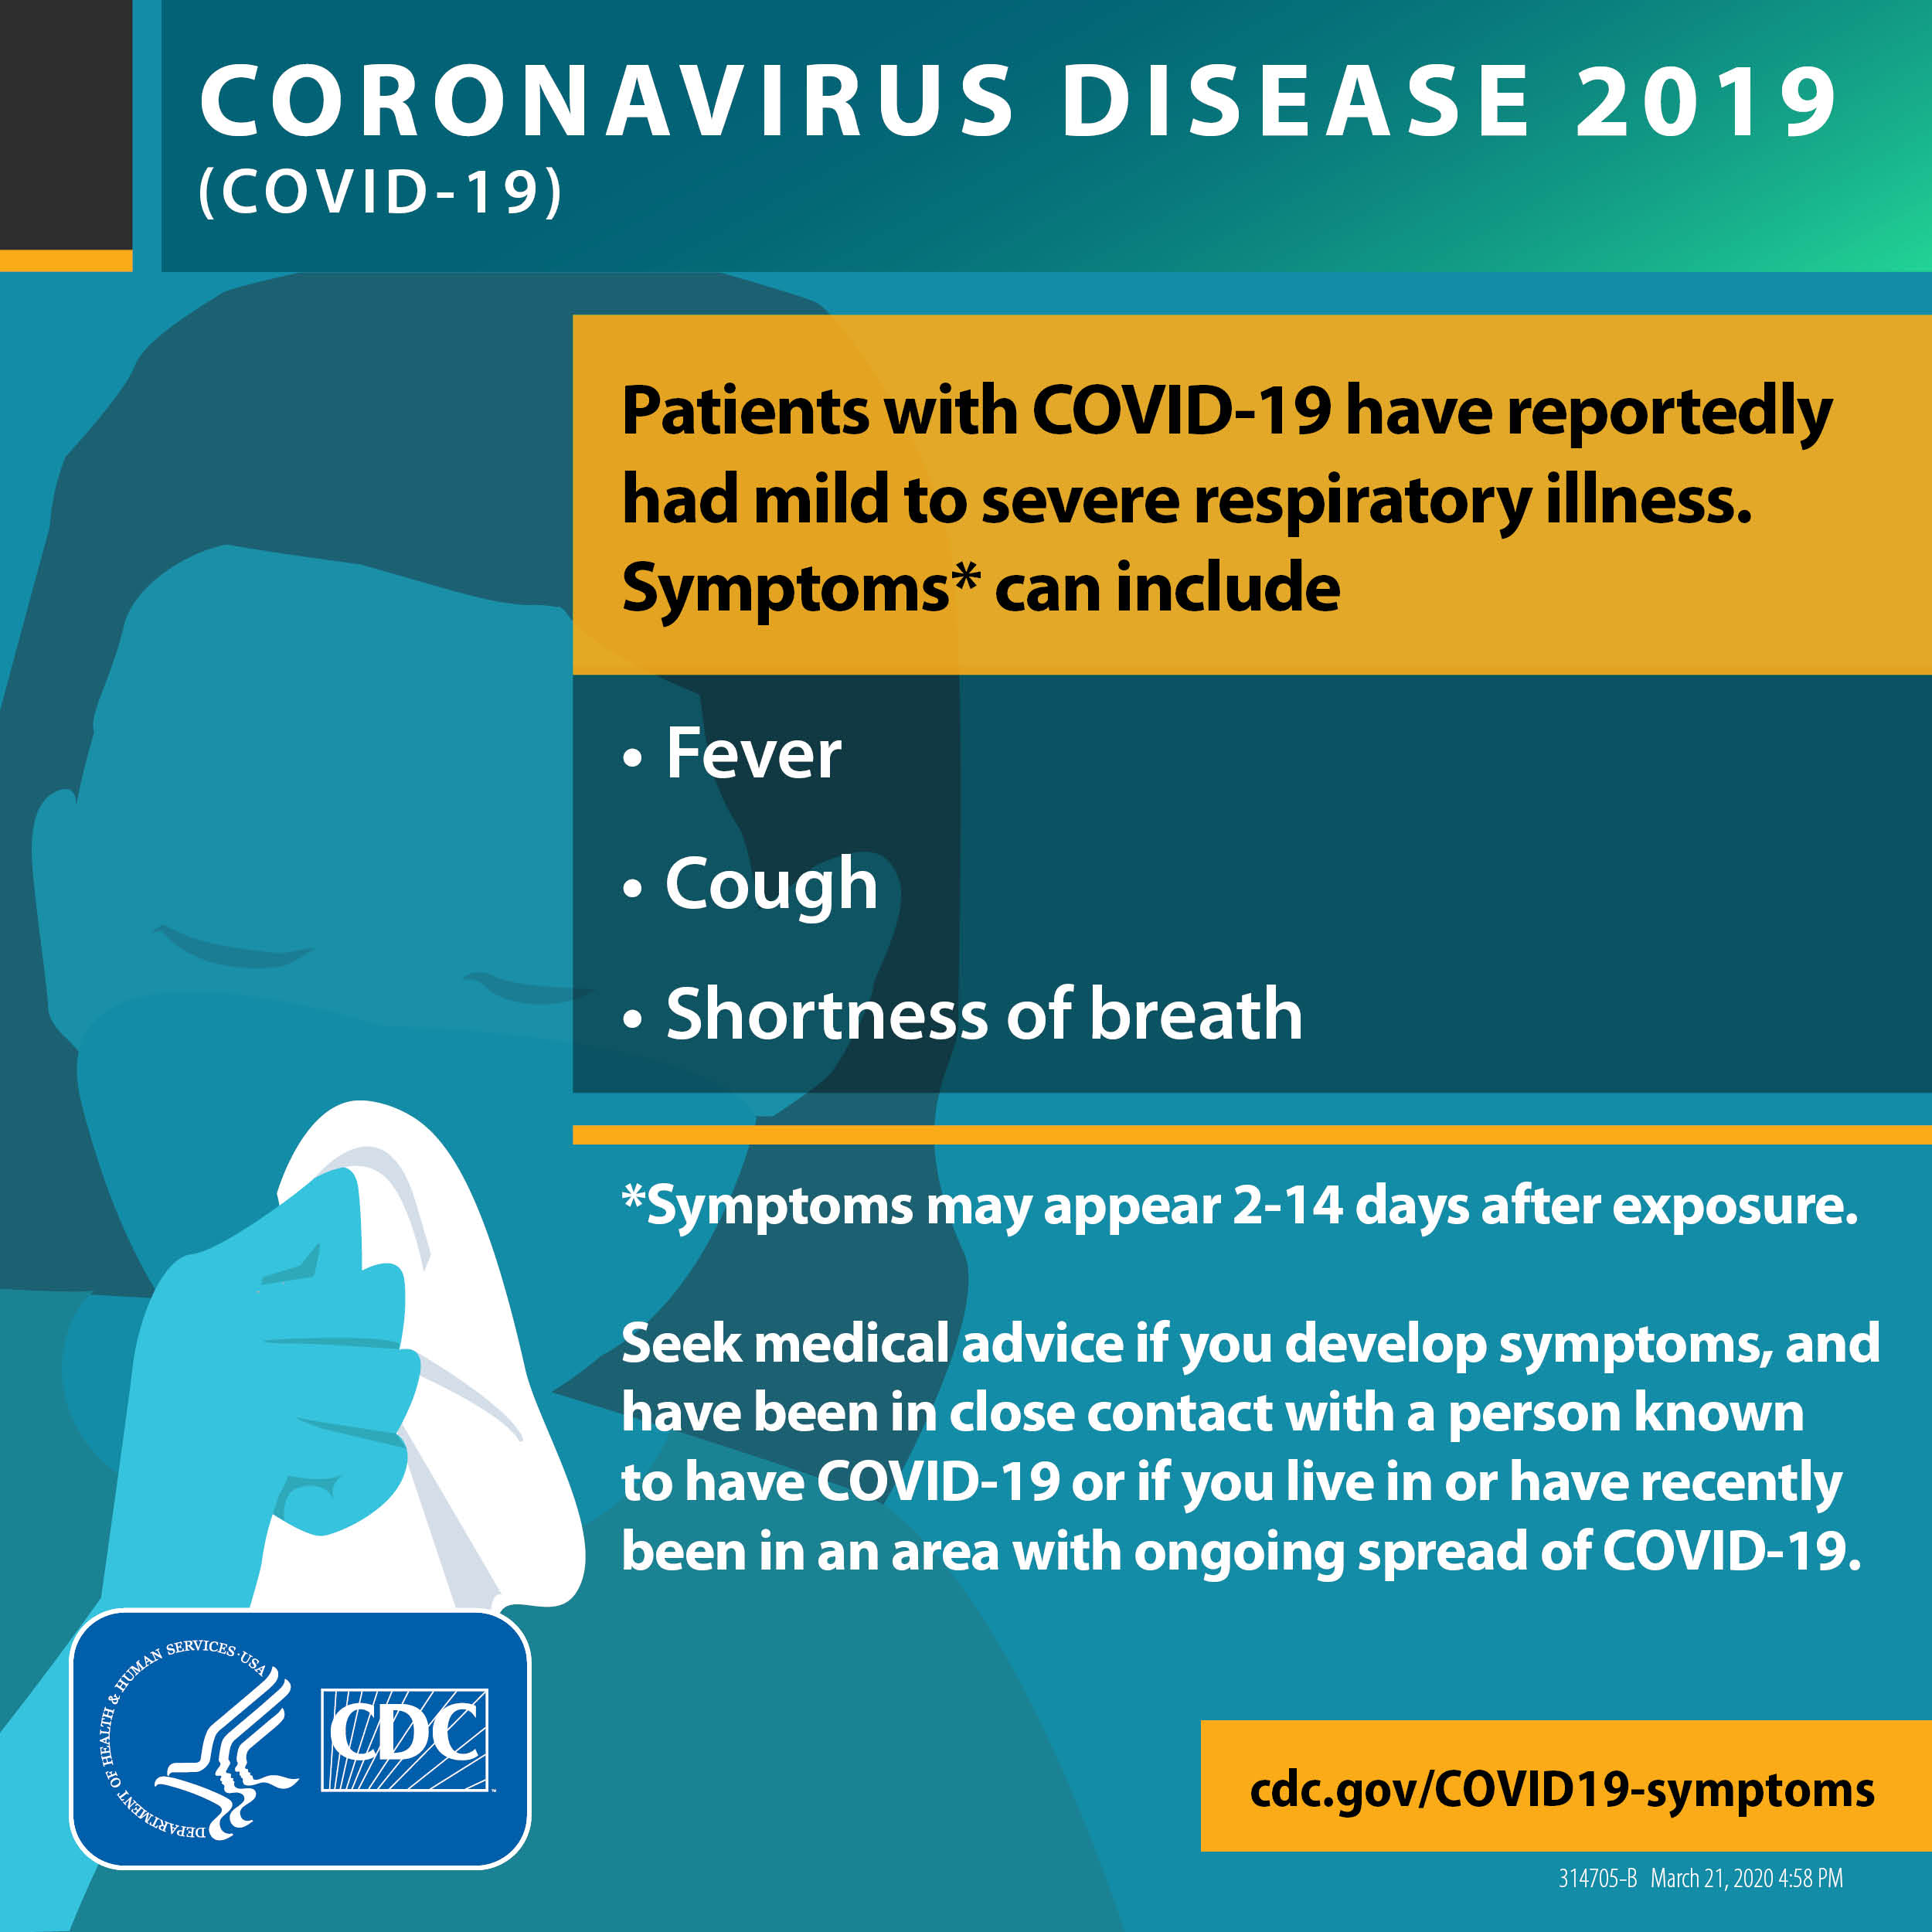 CORONAVIRUS DISEASE 2019
(COVID-19)
Patients with COVID-19 have reportedly
had mild to severe respiratory illness.
Symptoms* can include
• Fever
• Cough
• Shortness of breath
*Symptoms may appear 2-14 days after exposure.
Seek medical advice if you develop symptoms, and
have been in close contact with a person known
to have COVID-19 or if you live in or have recently
been in an area with ongoing spread of COVID-19.
DEPARTMENT OF HEALTH & HUMAN SERVICES·USA
CDC
™
cdc.gov/COVID19-symptoms
314705-B March 21, 2020 4:58 PM